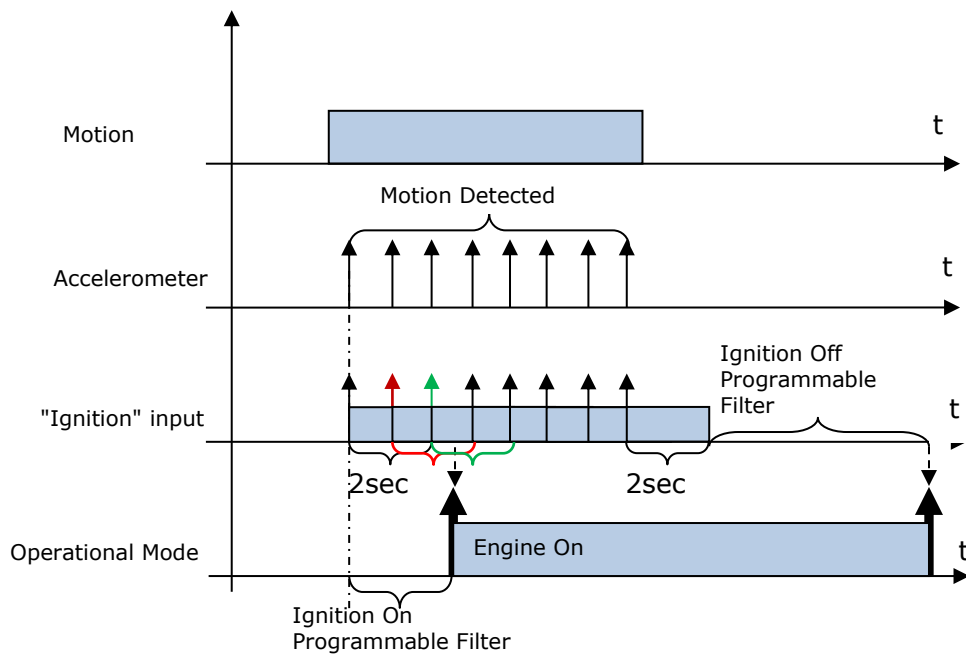 t
Motion
Motion Detected
t
Accelerometer
Ignition Off
Programmable
Filter
t
"Ignition" input
2sec
2sec
t
Operational Mode
Engine On
Ignition On
Programmable Filter